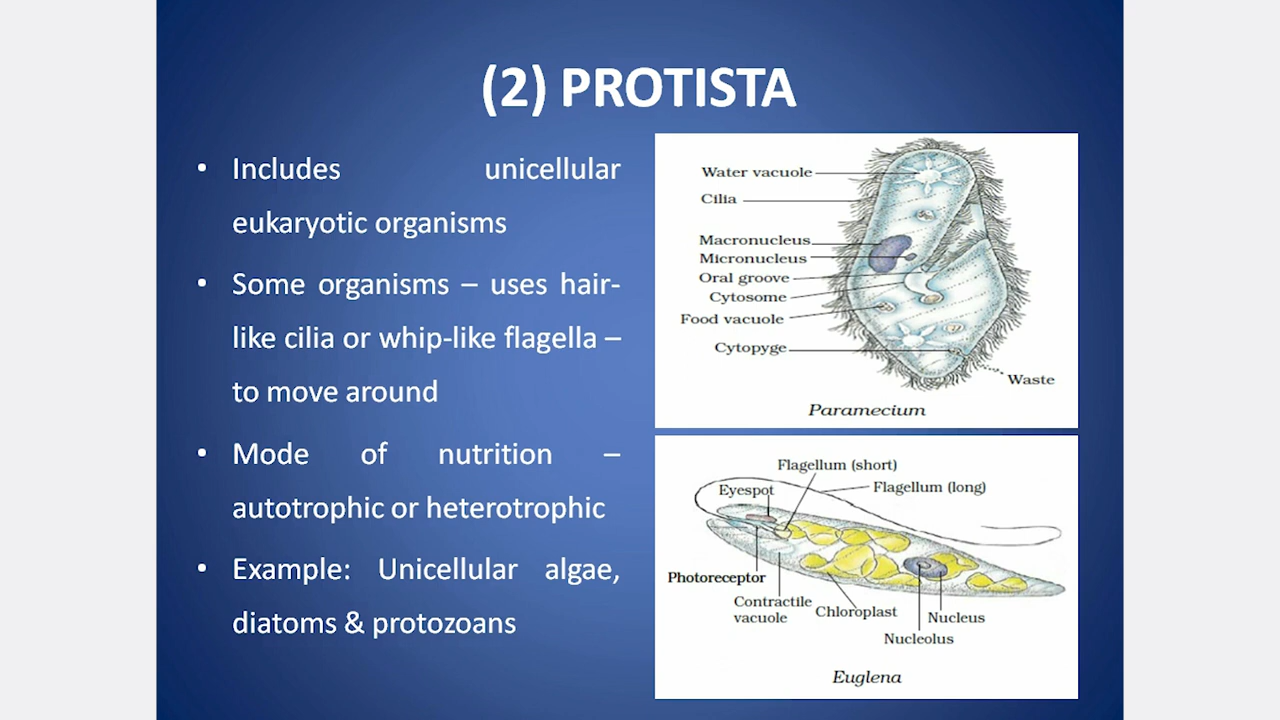 (2) PROTISTA
• Includes unicellular
eukaryotic organisms
• Some organisms – uses hair-
like cilia or whip-like flagella –
to move around
• Mode of nutrition –
autotrophic or heterotrophic
• Example: Unicellular algae,
diatoms & protozoans
Water vacuole
Cilia
Macronucleus
Micronucleus
Oral groove
Cytosome
Food vacuole
Cytopyge
Waste
Paramecium
Flagellum (short)
Eyespot
Flagellum (long)
Photoreceptor
Contractile
vacuole
Chloroplast
Nucleus
Nucleolus
Euglena